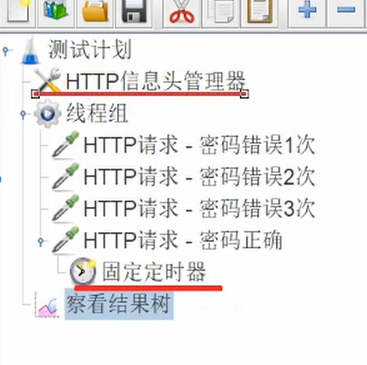 测试计划
HTTP信息头管理器
线程组
HTTP请求 - 密码错误1次
HTTP请求 - 密码错误2次
HTTP请求 - 密码错误3次
HTTP请求 - 密码正确
固定定时器
察看结果树